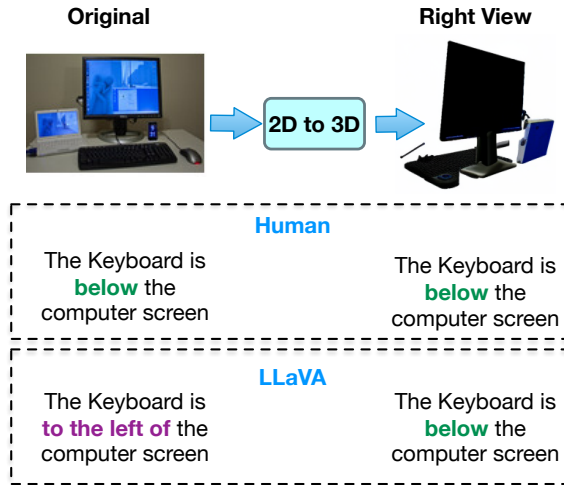 Original
Right View
2D to 3D
Human
The Keyboard is
below the
computer screen
The Keyboard is
below the
computer screen
LLaVA
The Keyboard is
to the left of the
computer screen
The Keyboard is
below the
computer screen